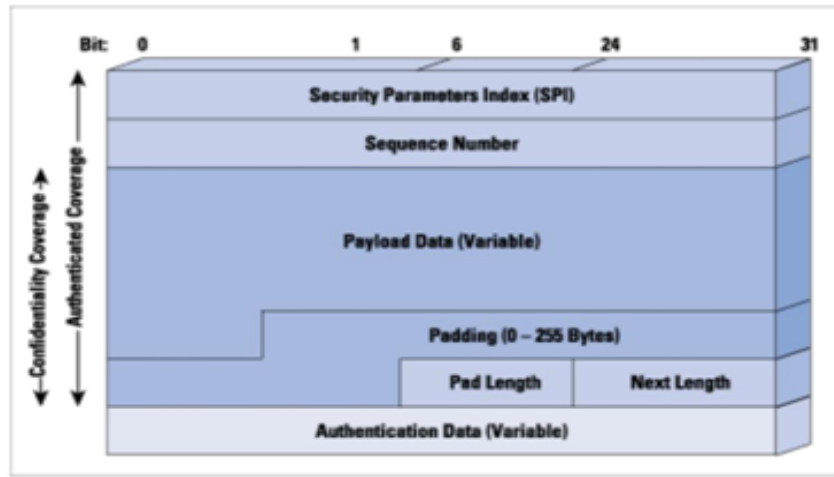 Bit: 0 1 6 24 31
Security Parameters Index (SPI)
Sequence Number
Payload Data (Variable)
Padding (0 – 255 Bytes)
Pad Length Next Length
Authentication Data (Variable)
Confidentiality Coverage
Authenticated Coverage